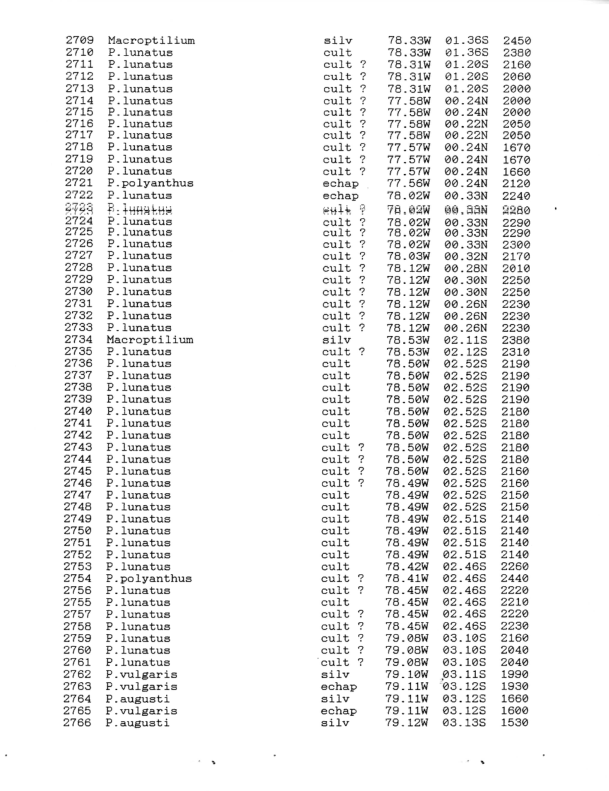 2709 Macroptilium silv 78.33W 01.36S 2450
2710 P.lunatus cult 78.33W 01.36S 2380
2711 P.lunatus cult ? 78.31W 01.20S 2160
2712 P.lunatus cult ? 78.31W 01.20S 2060
2713 P.lunatus cult ? 78.31W 01.20S 2000
2714 P.lunatus cult ? 77.58W 00.24N 2000
2715 P.lunatus cult ? 77.58W 00.24N 2000
2716 P.lunatus cult ? 77.58W 00.22N 2050
2717 P.lunatus cult ? 77.58W 00.22N 2050
2718 P.lunatus cult ? 77.57W 00.24N 1670
2719 P.lunatus cult ? 77.57W 00.24N 1670
2720 P.lunatus cult ? 77.57W 00.24N 1660
2721 P.polyanthus echap 77.56W 00.24N 2120
2722 P.lunatus echap 78.02W 00.33N 2240
2723 P.lunatus cult ? 78.02W 00.33N 2280
2724 P.lunatus cult ? 78.02W 00.33N 2290
2725 P.lunatus cult ? 78.02W 00.33N 2290
2726 P.lunatus cult ? 78.02W 00.33N 2300
2727 P.lunatus cult ? 78.03W 00.32N 2170
2728 P.lunatus cult ? 78.12W 00.28N 2010
2729 P.lunatus cult ? 78.12W 00.30N 2250
2730 P.lunatus cult ? 78.12W 00.30N 2250
2731 P.lunatus cult ? 78.12W 00.26N 2230
2732 P.lunatus cult ? 78.12W 00.26N 2230
2733 P.lunatus cult ? 78.12W 00.26N 2230
2734 Macroptilium silv 78.53W 02.11S 2380
2735 P.lunatus cult ? 78.53W 02.12S 2310
2736 P.lunatus cult 78.50W 02.52S 2190
2737 P.lunatus cult 78.50W 02.52S 2190
2738 P.lunatus cult 78.50W 02.52S 2190
2739 P.lunatus cult 78.50W 02.52S 2190
2740 P.lunatus cult 78.50W 02.52S 2180
2741 P.lunatus cult 78.50W 02.52S 2180
2742 P.lunatus cult 78.50W 02.52S 2180
2743 P.lunatus cult ? 78.50W 02.52S 2180
2744 P.lunatus cult ? 78.50W 02.52S 2180
2745 P.lunatus cult ? 78.50W 02.52S 2160
2746 P.lunatus cult ? 78.49W 02.52S 2160
2747 P.lunatus cult 78.49W 02.52S 2150
2748 P.lunatus cult 78.49W 02.52S 2150
2749 P.lunatus cult 78.49W 02.51S 2140
2750 P.lunatus cult 78.49W 02.51S 2140
2751 P.lunatus cult 78.49W 02.51S 2140
2752 P.lunatus cult 78.49W 02.51S 2140
2753 P.lunatus cult 78.42W 02.46S 2260
2754 P.polyanthus cult ? 78.41W 02.46S 2440
2756 P.lunatus cult ? 78.45W 02.46S 2220
2755 P.lunatus cult 78.45W 02.46S 2210
2757 P.lunatus cult ? 78.45W 02.46S 2220
2758 P.lunatus cult ? 78.45W 02.46S 2230
2759 P.lunatus cult ? 79.08W 03.10S 2160
2760 P.lunatus cult ? 79.08W 03.10S 2040
2761 P.lunatus cult ? 79.08W 03.10S 2040
2762 P.vulgaris silv 79.10W 03.11S 1990
2763 P.vulgaris echap 79.11W 03.12S 1930
2764 P.augusti silv 79.11W 03.12S 1660
2765 P.vulgaris echap 79.11W 03.12S 1600
2766 P.augusti silv 79.12W 03.13S 1530